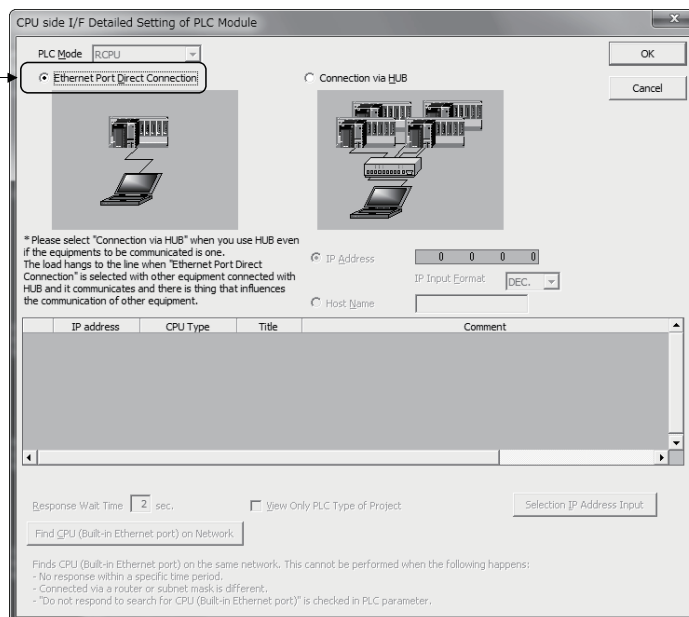 CPU side I/F Detailed Setting of PLC Module
PLC Mode RCPU
OK
Ethernet Port Direct Connection
Connection via HUB
Cancel
* Please select "Connection via HUB" when you use HUB even
if the equipments to be communicated is one.
The load hangs to the line when "Ethernet Port Direct
Connection" is selected with other equipment connected with
HUB and it communicates and there is thing that influences
the communication of other equipment.
IP Address 0 0 0 0
IP Input Format DEC.
Host Name
IP address CPU Type Title Comment
Response Wait Time 2 sec.
View Only PLC Type of Project
Selection IP Address Input
Find CPU (Built-in Ethernet port) on Network
Finds CPU (Built-in Ethernet port) on the same network. This cannot be performed when the following happens:
- No response within a specific time period.
- Connected via a router or subnet mask is different.
- "Do not respond to search for CPU (Built-in Ethernet port)" is checked in PLC parameter.